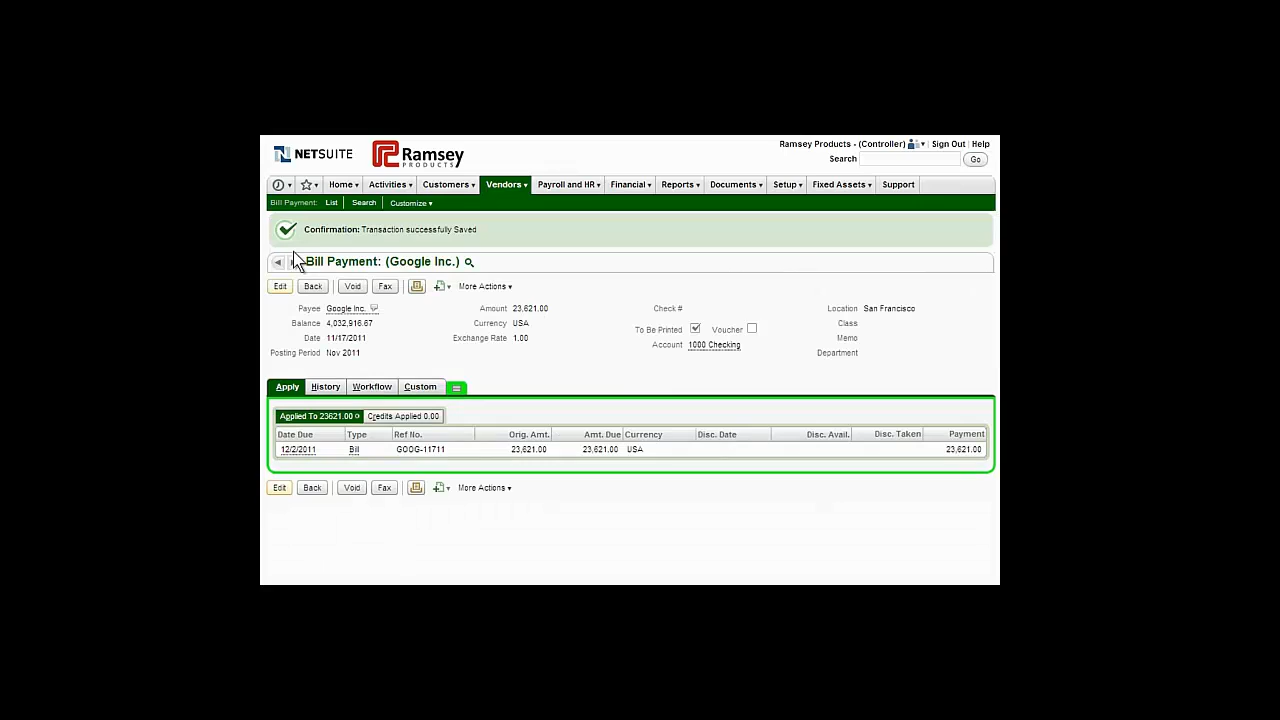 NETSUITE
Ramsey
PRODUCTS
Ramsey Products - (Controller) Sign Out Help
Search Go
Home Activities Customers Vendors Payroll and HR Financial Reports Documents Setup Fixed Assets Support
Bill Payment: List Search Customize
Confirmation: Transaction successfully Saved
Bill Payment: (Google Inc.)
Edit Back Void Fax More Actions
Payee Google Inc. Amount 23,621.00 Check # Location San Francisco
Balance 4,032,916.67 Currency USA To Be Printed Voucher Class
Date 11/17/2011 Exchange Rate 1.00 Account 1000 Checking Memo
Posting Period Nov 2011 Department
Apply History Workflow Custom
Applied To 23621.00 Credits Applied 0.00
Date Due Type Ref No. Orig. Amt. Amt. Due Currency Disc. Date Disc. Avail. Disc. Taken Payment
12/2/2011 Bill GOOG-11711 23,621.00 23,621.00 USA 23,621.00
Edit Back Void Fax More Actions